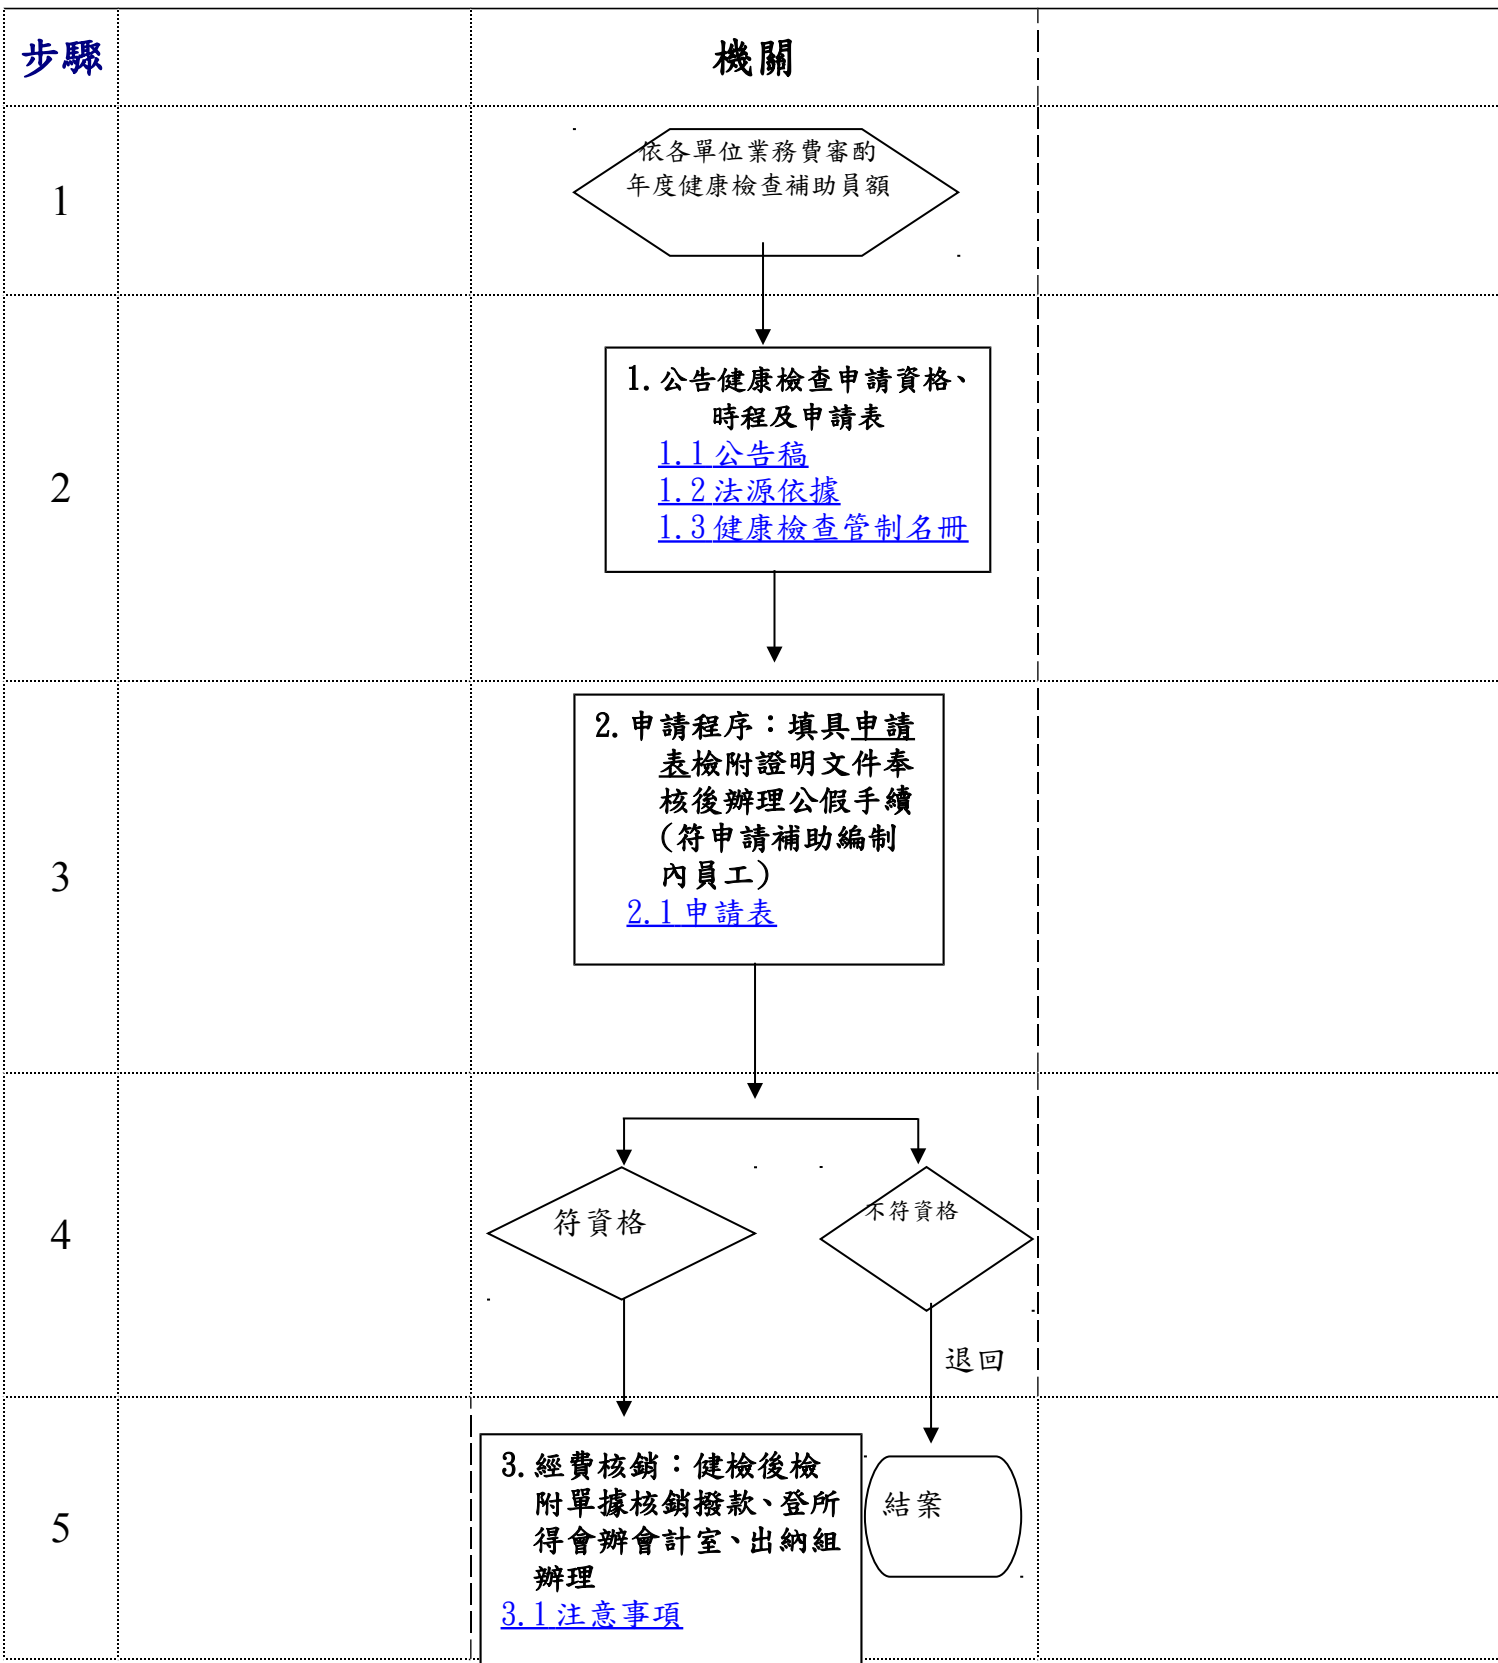 步驟
機關
1
依各單位業務費審酌
年度健康檢查補助員額
2
1.公告健康檢查申請資格、
時程及申請表
1.1公告稿
1.2法源依據
1.3健康檢查管制名冊
3
2.申請程序：填具申請
表檢附證明文件奉
核後辦理公假手續
(符申請補助編制
內員工)
2.1申請表
4
符資格
不符資格
退回
5
3.經費核銷：健檢後檢
附單據核銷撥款、登所
得會辦會計室、出納組
辦理
3.1注意事項
結案